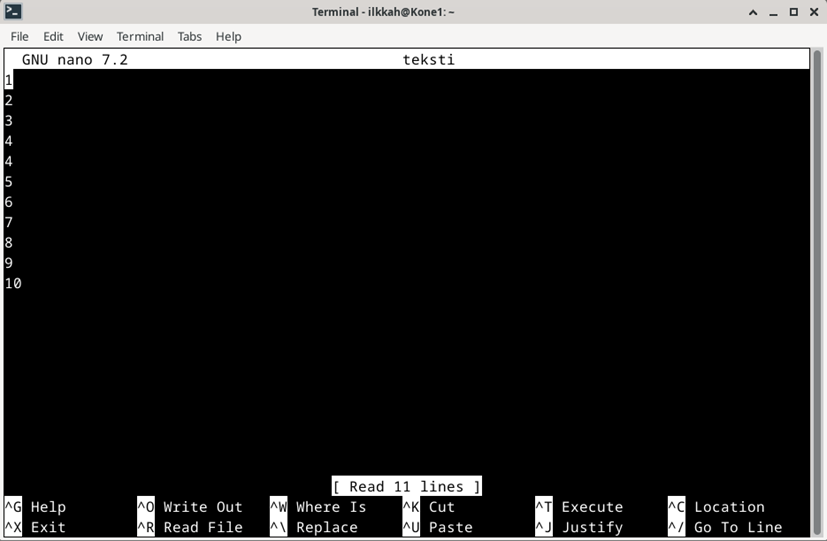 Terminal - ilkkah@Kone1: ~
File Edit View Terminal Tabs Help
GNU nano 7.2 teksti
1
2
3
4
4
5
6
7
8
9
10
[ Read 11 lines ]
^G Help ^O Write Out ^W Where Is ^K Cut ^T Execute ^C Location
^X Exit ^R Read File ^\ Replace ^U Paste ^J Justify ^/ Go To Line